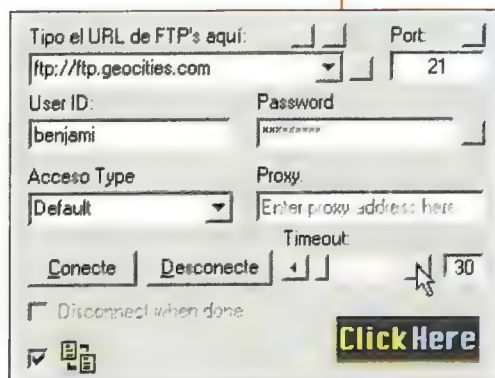 Tipo el URL de FTP's aquí: Port:
ftp://ftp.geocities.com 21
User ID: Password
benjami ***-*****
Acceso Type Proxy:
Default Enter proxy address here
Timeout:
Conecte Desconecte 30
Disconnect when done
Click Here